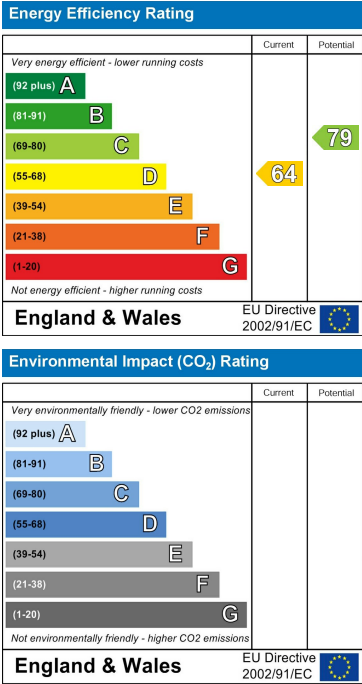 Energy Efficiency Rating
Current Potential
Very energy efficient - lower running costs
(92 plus) A
(81-91) B
(69-80) C
(55-68) D
(39-54) E
(21-38) F
(1-20) G
79
64
Not energy efficient - higher running costs
England & Wales
EU Directive
2002/91/EC
Environmental Impact (CO₂) Rating
Current Potential
Very environmentally friendly - lower CO2 emissions
(92 plus) A
(81-91) B
(69-80) C
(55-68) D
(39-54) E
(21-38) F
(1-20) G
Not environmentally friendly - higher CO2 emissions
England & Wales
EU Directive
2002/91/EC